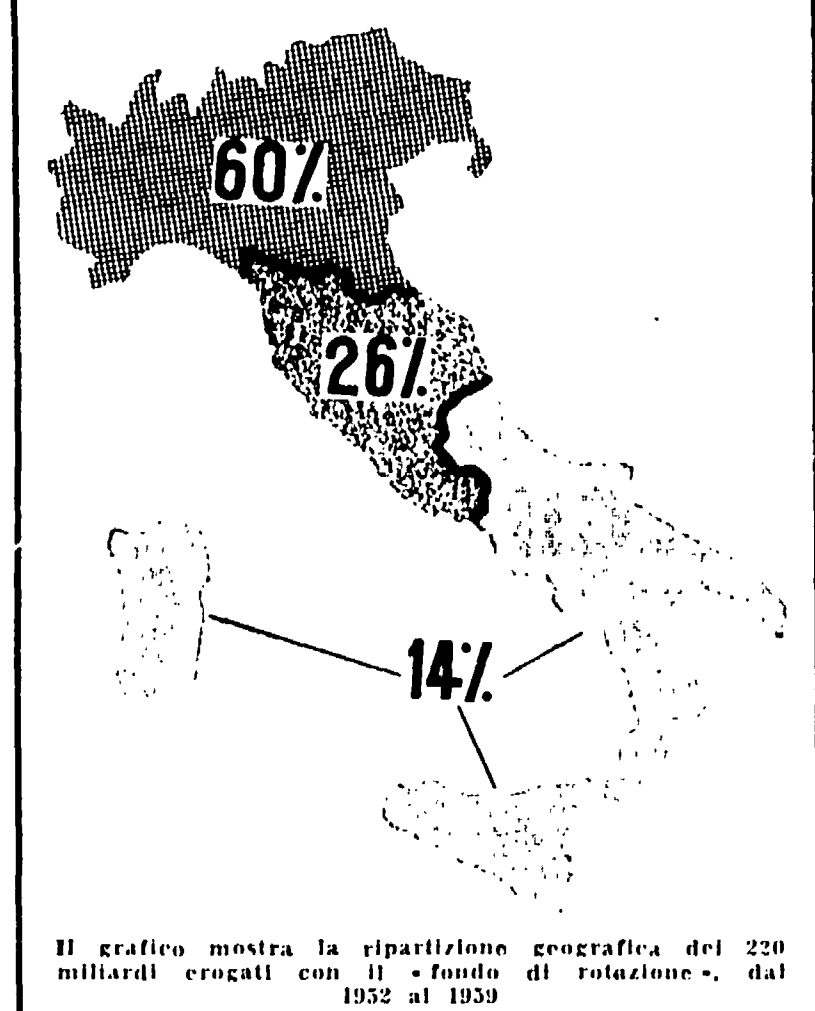 60%
26%
14%
Il grafico mostra la ripartizione geografica dei 220
miliardi erogati con il «fondo di rotazione», dal
1952 al 1959